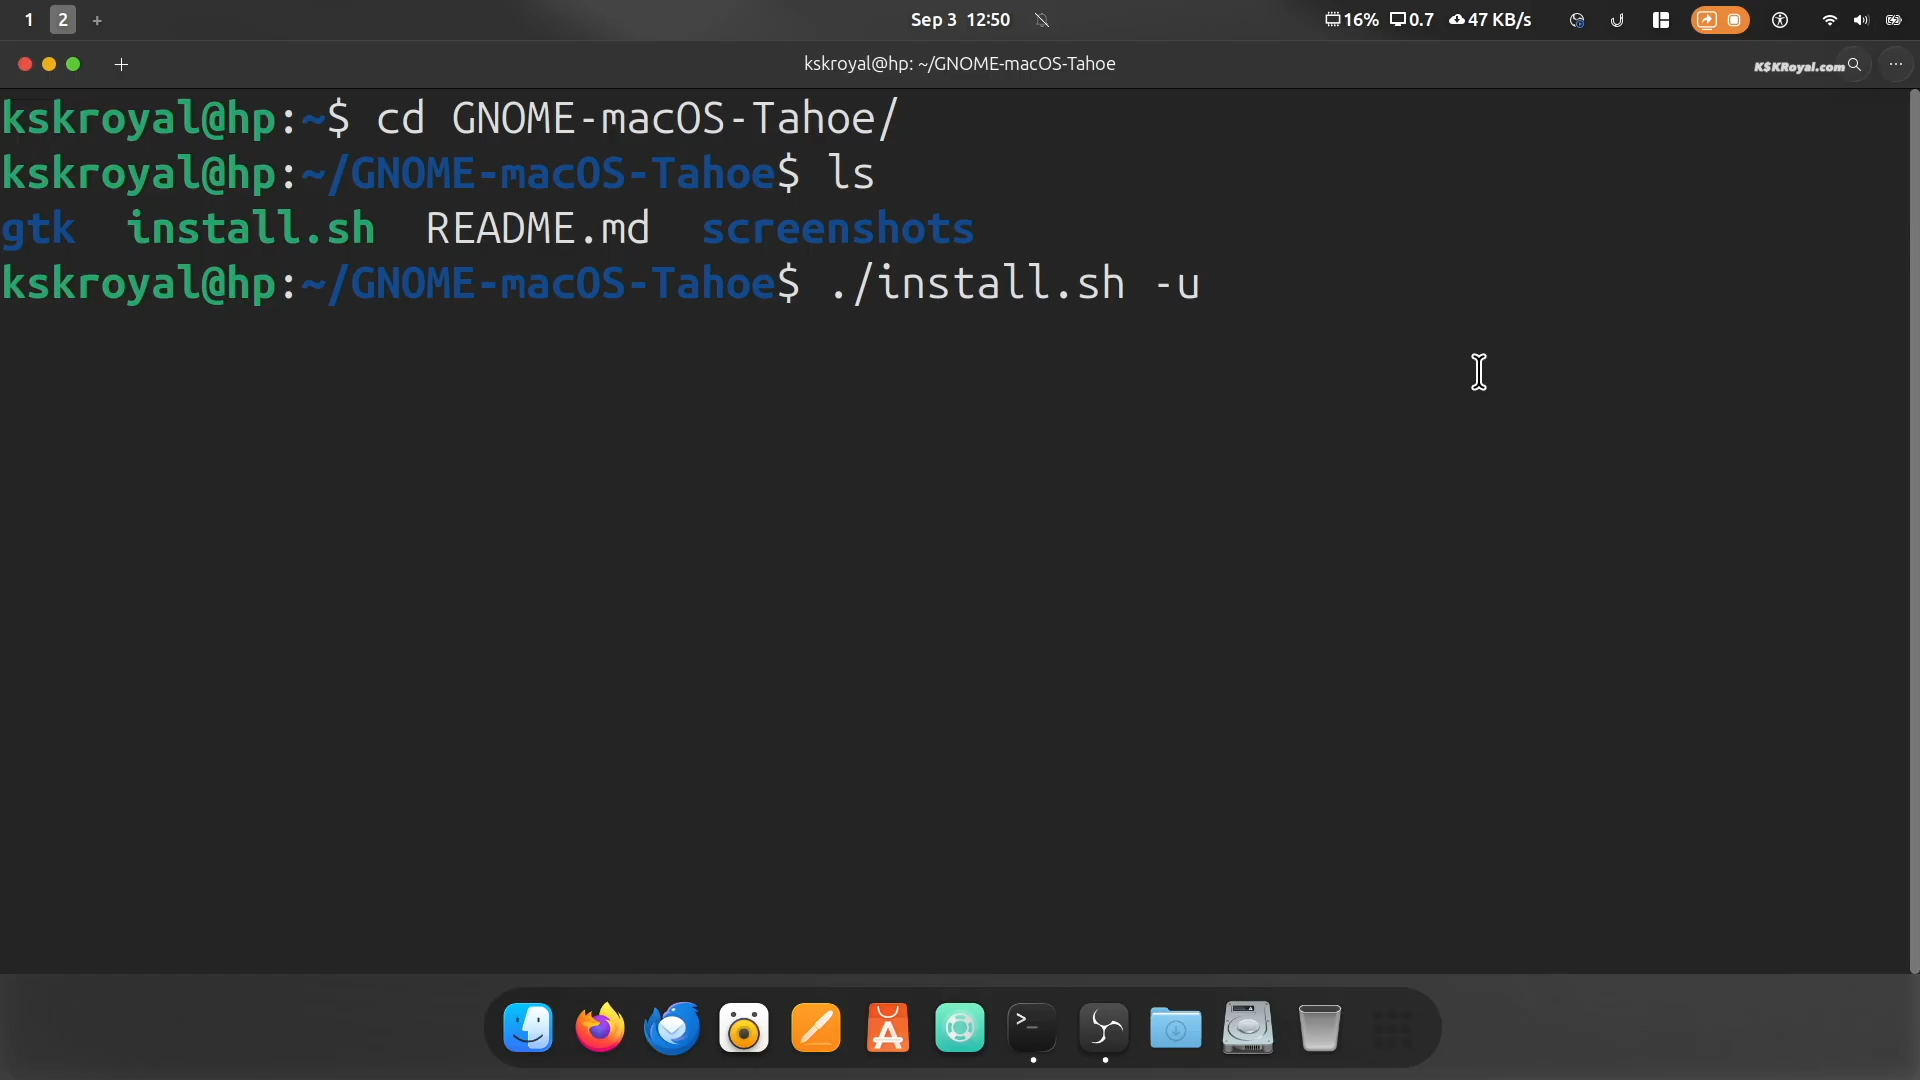 1 2 + Sep 3 12:50 16% 0.7 47 KB/s
+ kskroyal@hp: ~/GNOME-macOS-Tahoe K$KRoyal.com
kskroyal@hp:~$ cd GNOME-macOS-Tahoe/
kskroyal@hp:~/GNOME-macOS-Tahoe$ ls
gtk install.sh README.md screenshots
kskroyal@hp:~/GNOME-macOS-Tahoe$ ./install.sh -u